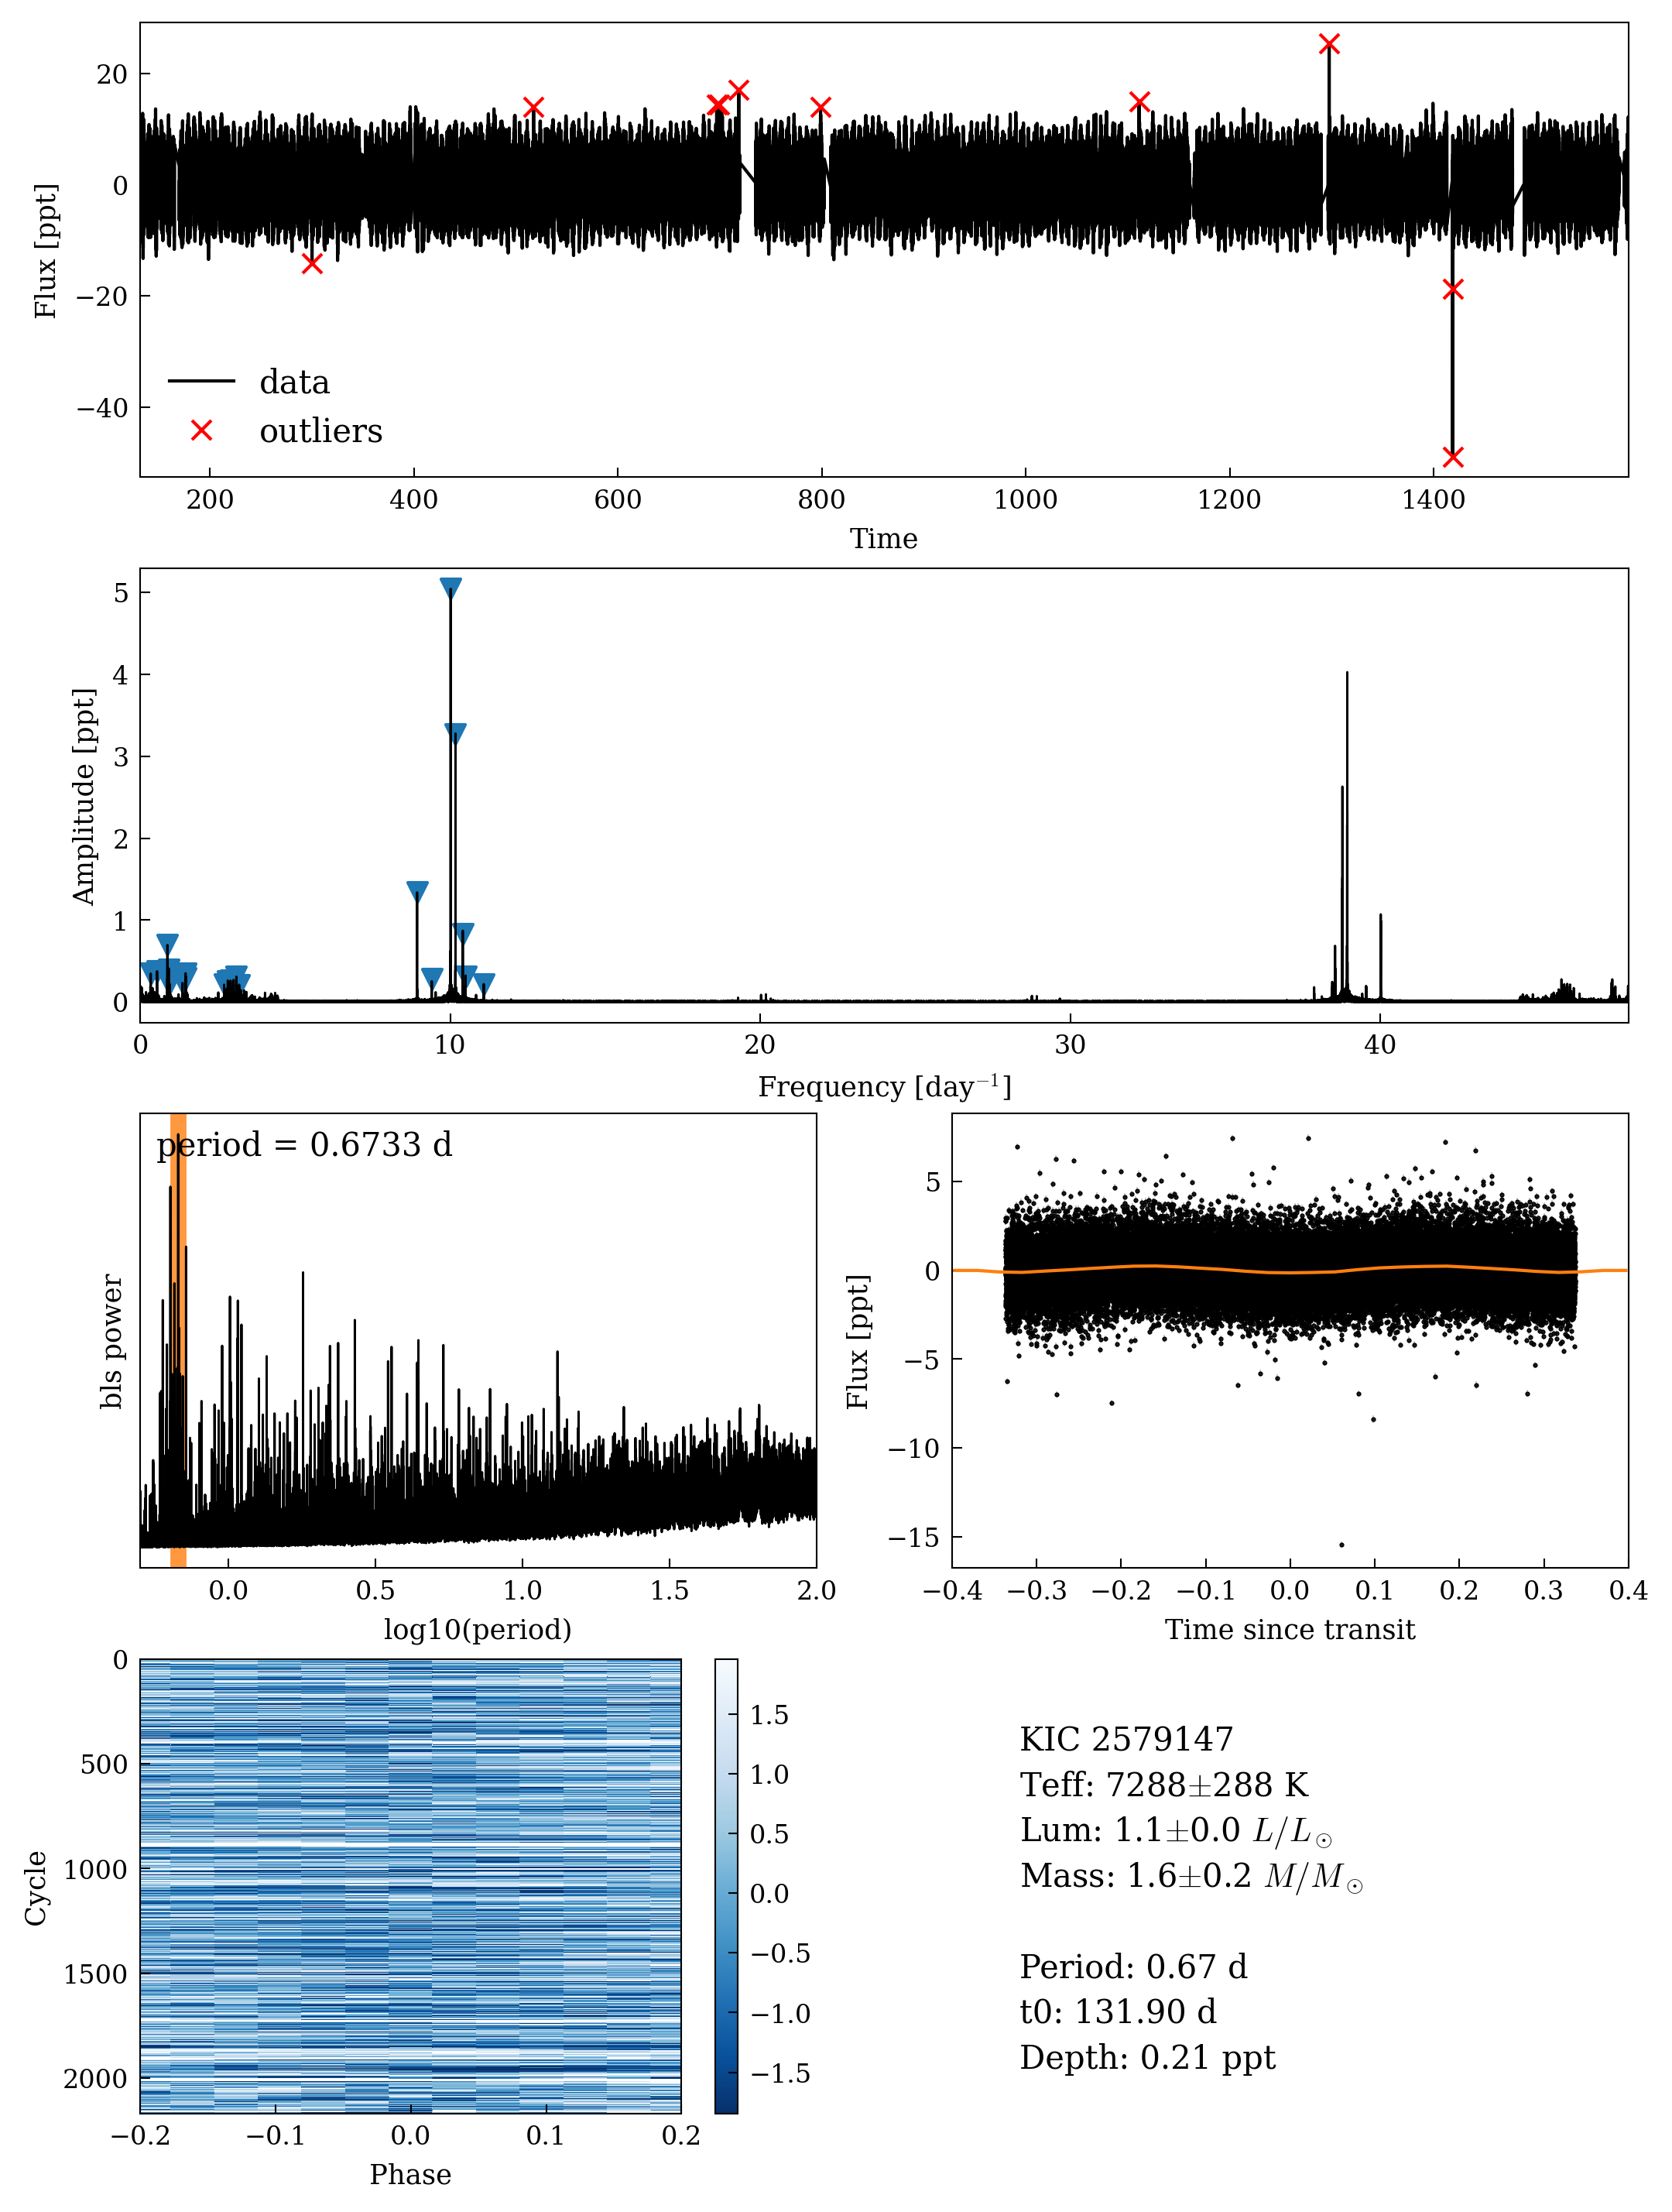 20
0
−20
−40
Flux [ppt]
data
outliers
200
400
600
800
1000
1200
1400
Time
5
4
3
2
1
0
Amplitude [ppt]
0
10
20
30
40
Frequency [day⁻¹]
period = 0.6733 d
bls power
0.0
0.5
1.0
1.5
2.0
log10(period)
5
0
−5
−10
−15
Flux [ppt]
−0.4
−0.3
−0.2
−0.1
0.0
0.1
0.2
0.3
0.4
Time since transit
0
500
1000
1500
2000
Cycle
−0.2
−0.1
0.0
0.1
0.2
Phase
1.5
1.0
0.5
0.0
−0.5
−1.0
−1.5
KIC 2579147
Teff: 7288±288 K
Lum: 1.1±0.0 L/L⊙
Mass: 1.6±0.2 M/M⊙
Period: 0.67 d
t0: 131.90 d
Depth: 0.21 ppt